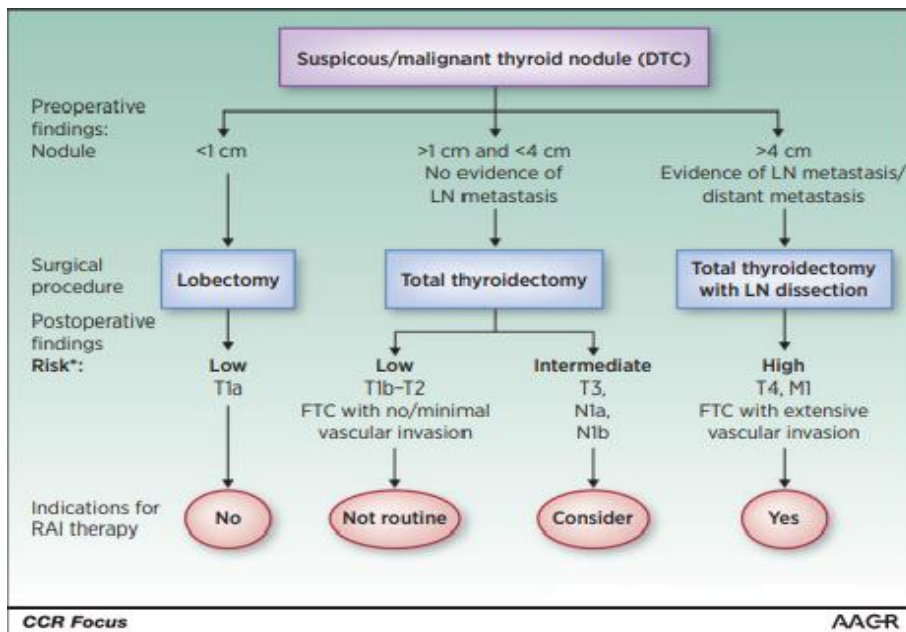 Suspicous/malignant thyroid nodule (DTC)
Preoperative
findings:
Nodule
<1 cm
>1 cm and <4 cm
No evidence of
LN metastasis
>4 cm
Evidence of LN metastasis/
distant metastasis
Surgical
procedure
Lobectomy
Total thyroidectomy
Total thyroidectomy
with LN dissection
Postoperative
findings
Risk*:
Low
T1a
Low
T1b–T2
FTC with no/minimal
vascular invasion
Intermediate
T3,
N1a,
N1b
High
T4, M1
FTC with extensive
vascular invasion
Indications for
RAI therapy
No
Not routine
Consider
Yes
CCR Focus
AACR